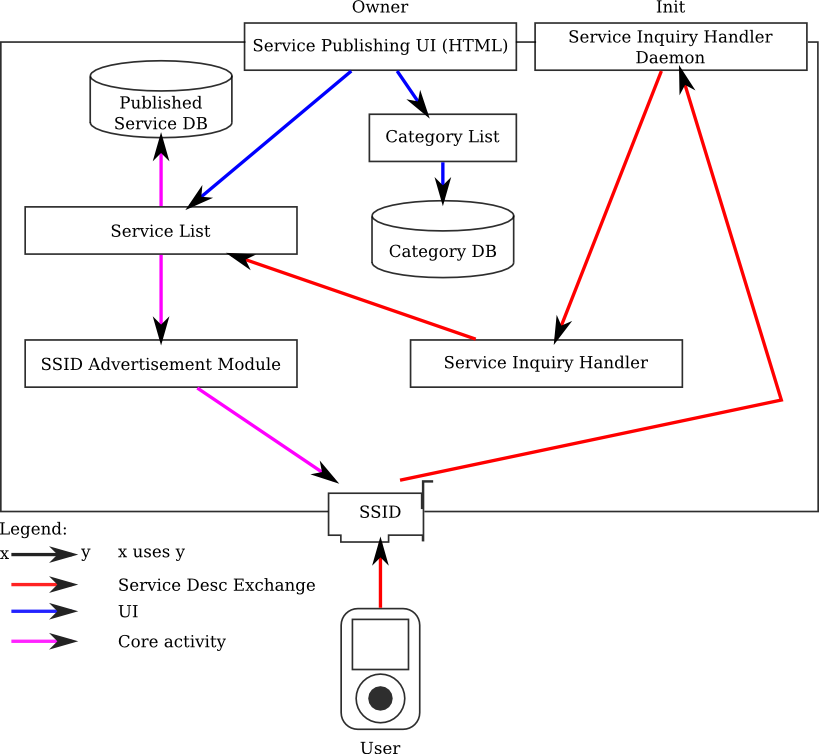 Owner
Init
Service Publishing UI (HTML)
Service Inquiry Handler
Daemon
Published
Service DB
Category List
Service List
Category DB
SSID Advertisement Module
Service Inquiry Handler
SSID
Legend:
x y x uses y
Service Desc Exchange
UI
Core activity
User